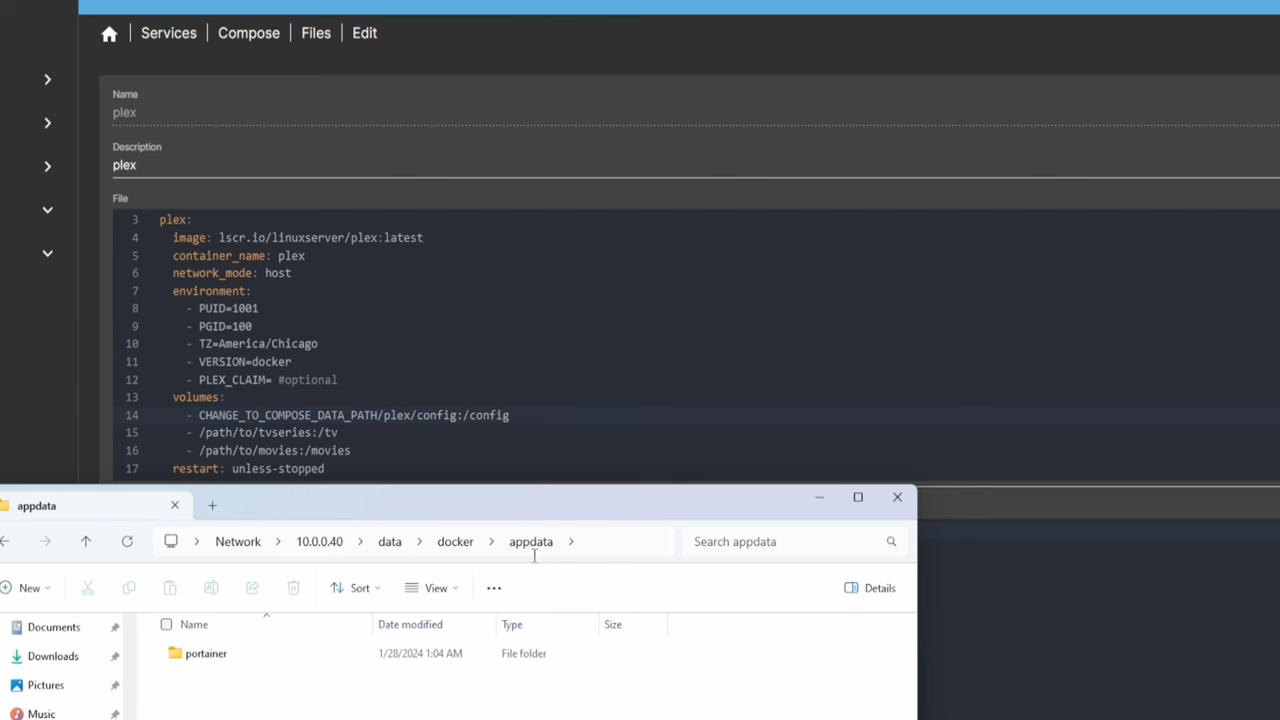 Services | Compose | Files | Edit
Name
plex
Description
plex
File
3 plex:
4 image: lscr.io/linuxserver/plex:latest
5 container_name: plex
6 network_mode: host
7 environment:
8 - PUID=1001
9 - PGID=100
10 - TZ=America/Chicago
11 - VERSION=docker
12 - PLEX_CLAIM= #optional
13 volumes:
14 - CHANGE_TO_COMPOSE_DATA_PATH/plex/config:/config
15 - /path/to/tvseries:/tv
16 - /path/to/movies:/movies
17 restart: unless-stopped
appdata
Network > 10.0.0.40 > data > docker > appdata >
Search appdata
New
Sort
View
Details
Name Date modified Type Size
portainer 1/28/2024 1:04 AM File folder
Documents
Downloads
Pictures
Music